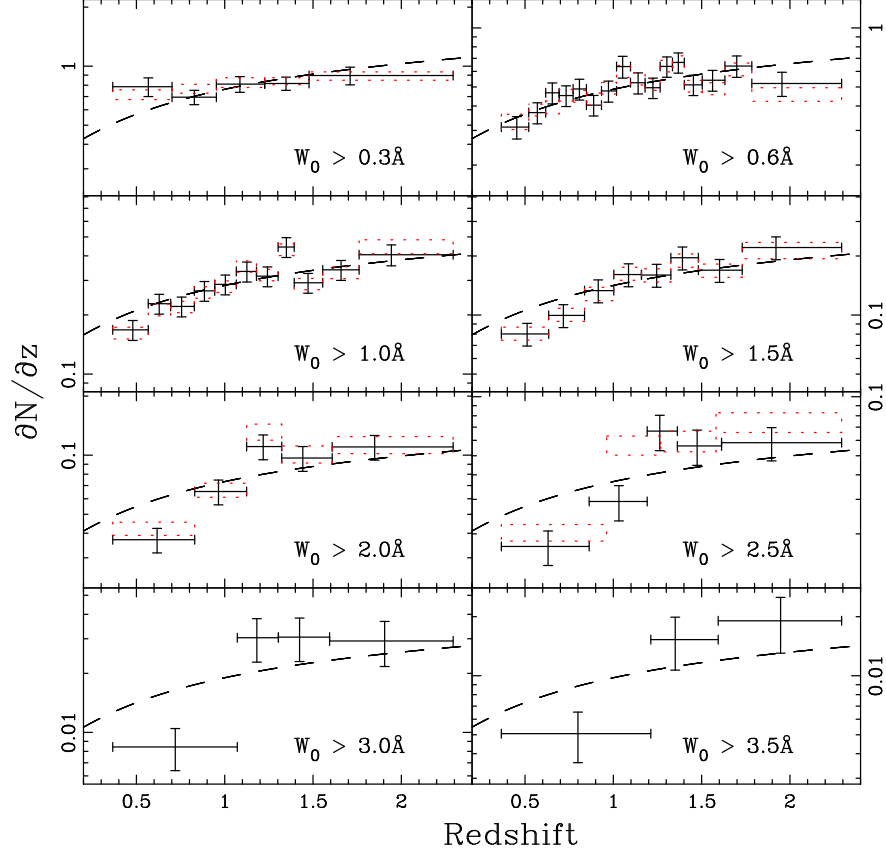 1
1
W₀ > 0.3Å
W₀ > 0.6Å
∂N/∂z
0.1
W₀ > 1.0Å
W₀ > 1.5Å
0.1
0.1
W₀ > 2.0Å
W₀ > 2.5Å
0.1
0.01
W₀ > 3.0Å
W₀ > 3.5Å
0.01
0.5 1 1.5 2
0.5 1 1.5 2
Redshift